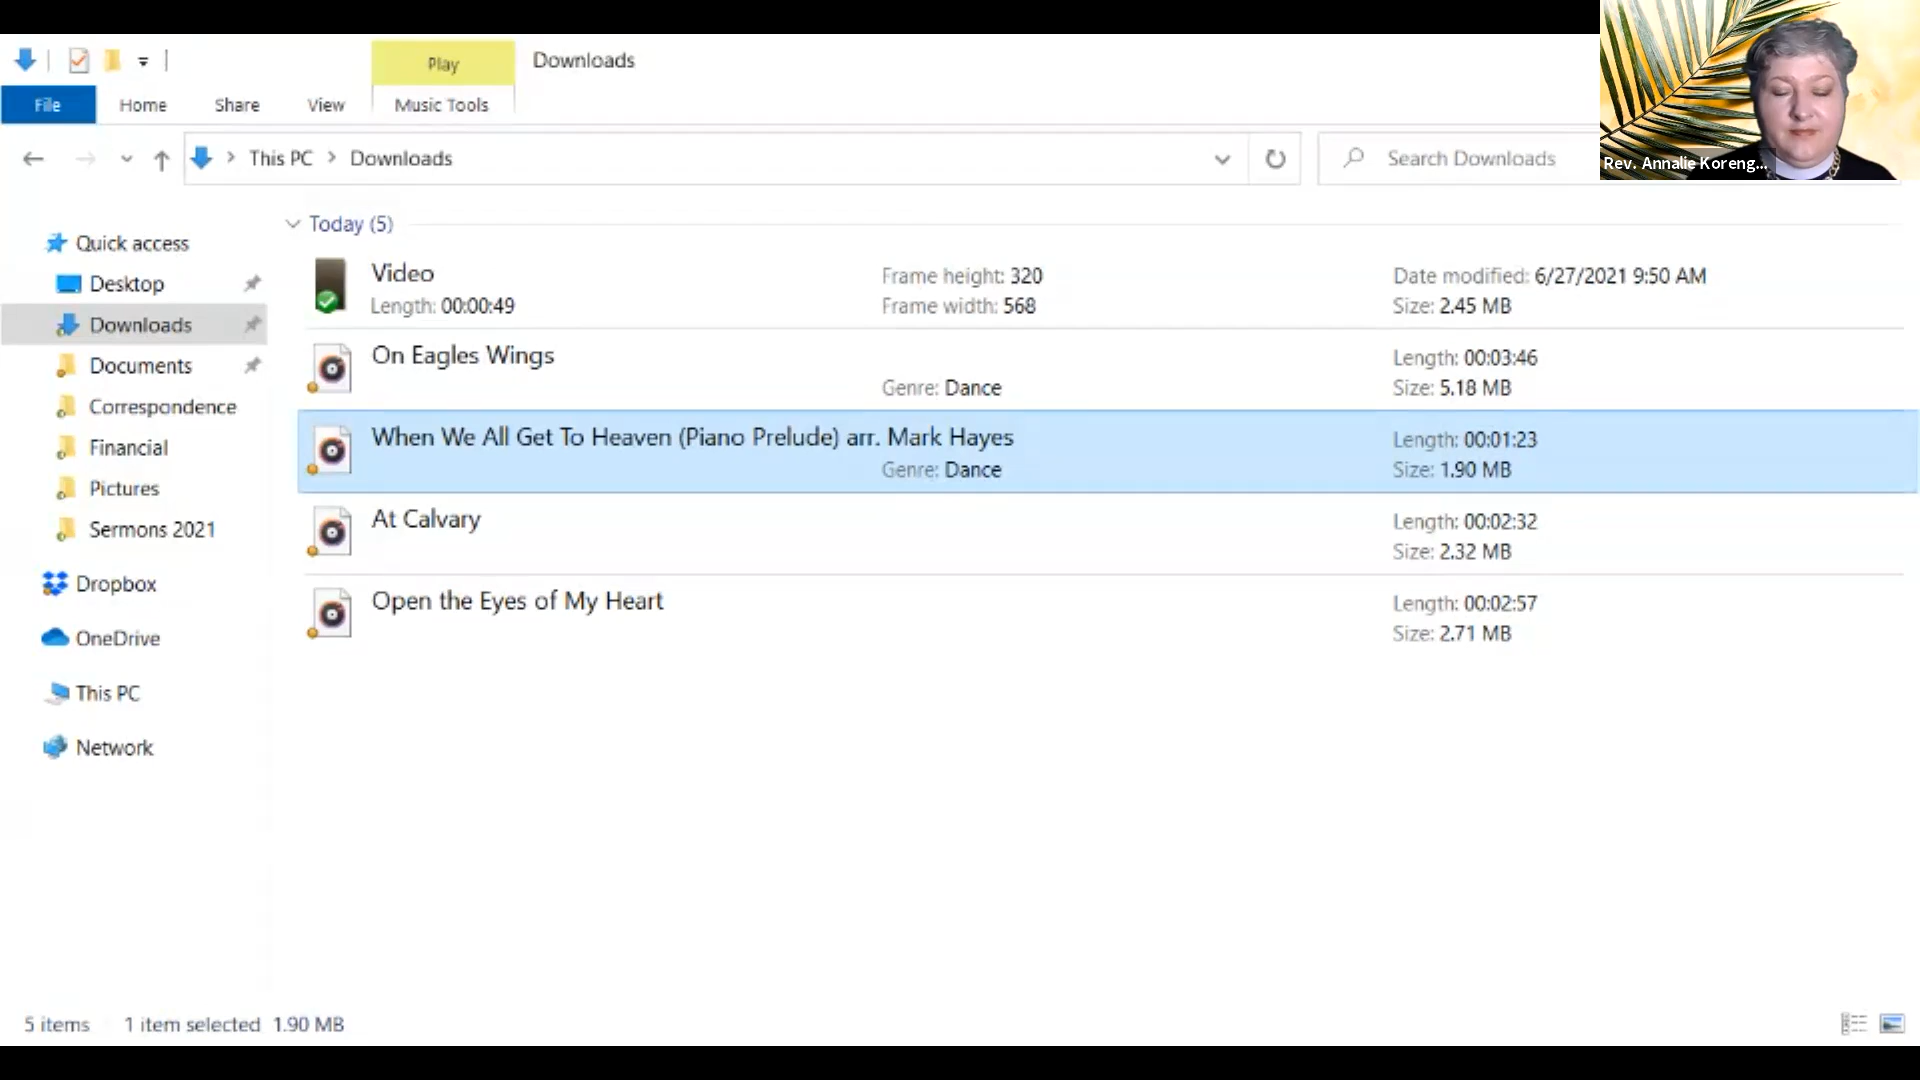 Play
Downloads
File
Home
Share
View
Music Tools
This PC
Downloads
Search Downloads
Rev. Annalie Koreng...
Today (5)
Quick access
Desktop
Downloads
Documents
Correspondence
Financial
Pictures
Sermons 2021
Dropbox
OneDrive
This PC
Network
Video
Length: 00:00:49
Frame height: 320
Frame width: 568
Date modified: 6/27/2021 9:50 AM
Size: 2.45 MB
On Eagles Wings
Genre: Dance
Length: 00:03:46
Size: 5.18 MB
When We All Get To Heaven (Piano Prelude) arr. Mark Hayes
Genre: Dance
Length: 00:01:23
Size: 1.90 MB
At Calvary
Length: 00:02:32
Size: 2.32 MB
Open the Eyes of My Heart
Length: 00:02:57
Size: 2.71 MB
5 items
1 item selected 1.90 MB